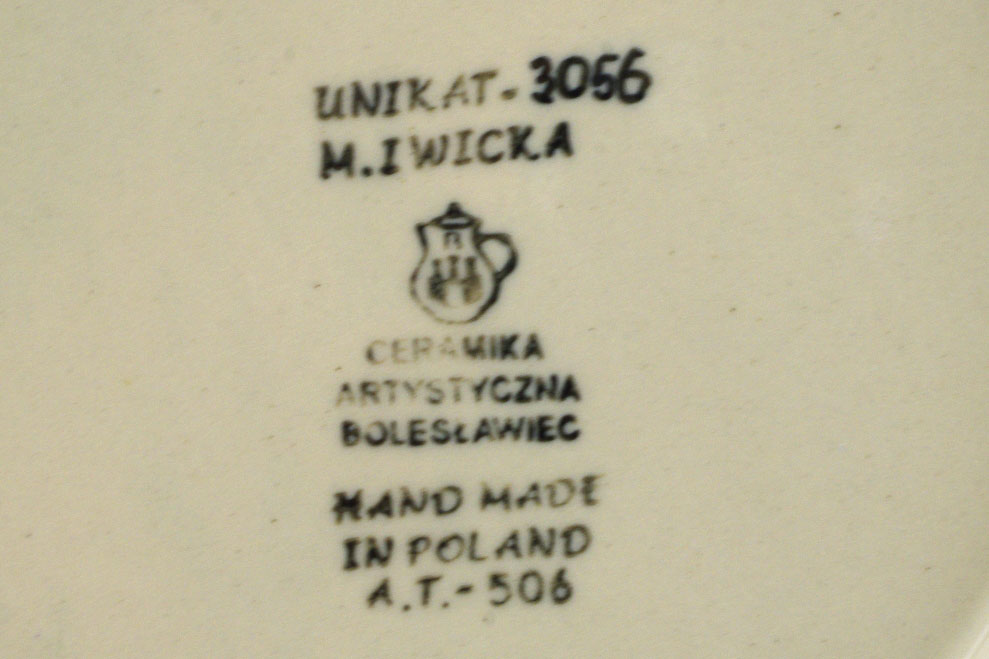 UNIKAT-3056
M.IWICKA
CERAMIKA
ARTYSTYCZNA
BOLESŁAWIEC
HAND MADE
IN POLAND
A.T.-506